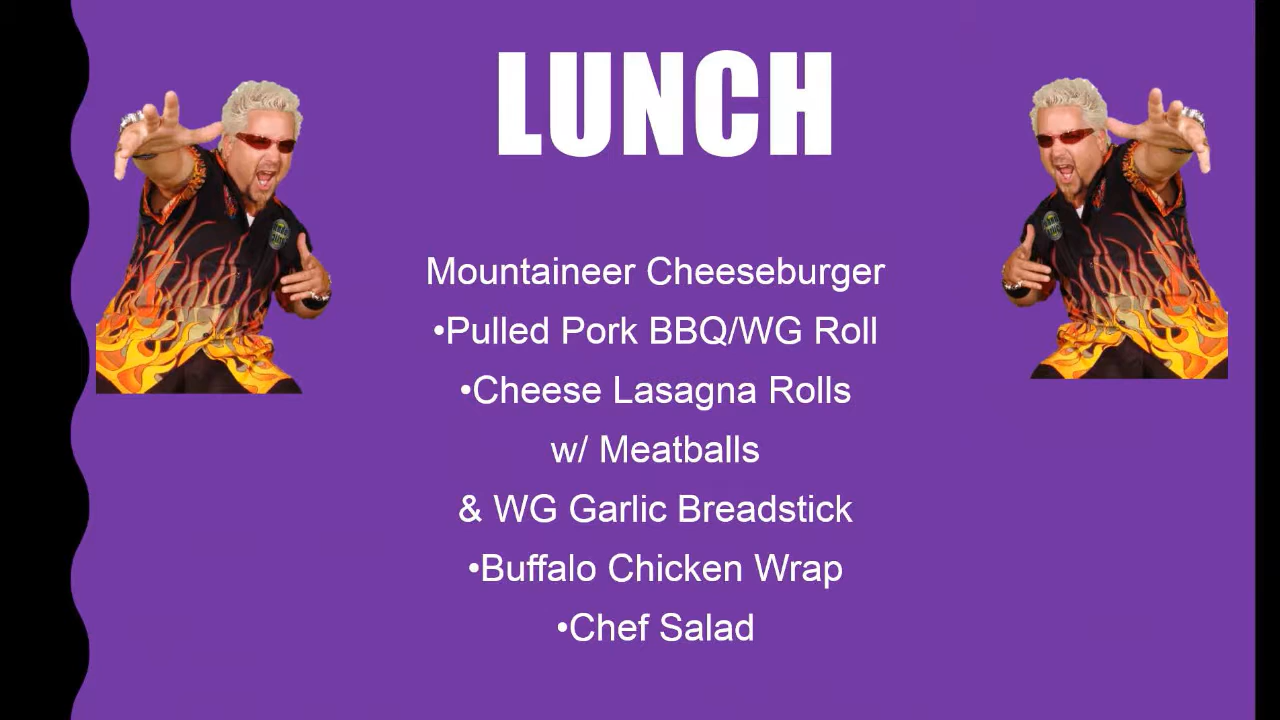 LUNCH
Mountaineer Cheeseburger
•Pulled Pork BBQ/WG Roll
•Cheese Lasagna Rolls
w/ Meatballs
& WG Garlic Breadstick
•Buffalo Chicken Wrap
•Chef Salad